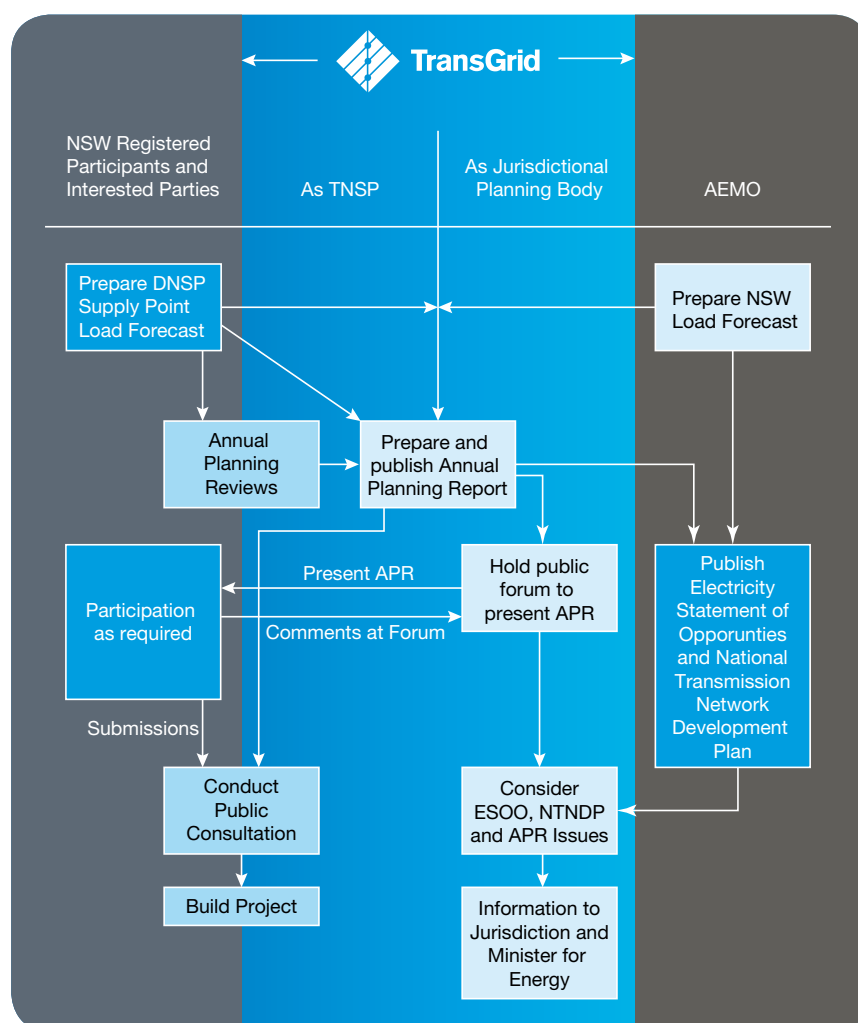 TransGrid
NSW Registered
Participants and
Interested Parties
As TNSP
As Jurisdictional
Planning Body
AEMO
Prepare DNSP
Supply Point
Load Forecast
Prepare NSW
Load Forecast
Annual
Planning
Reviews
Prepare and
publish Annual
Planning Report
Participation
as required
Present APR
Comments at Forum
Hold public
forum to
present APR
Publish
Electricity
Statement of
Opporunties
and National
Transmission
Network
Development
Plan
Submissions
Conduct
Public
Consultation
Consider
ESOO, NTNDP
and APR Issues
Build Project
Information to
Jurisdiction and
Minister for
Energy